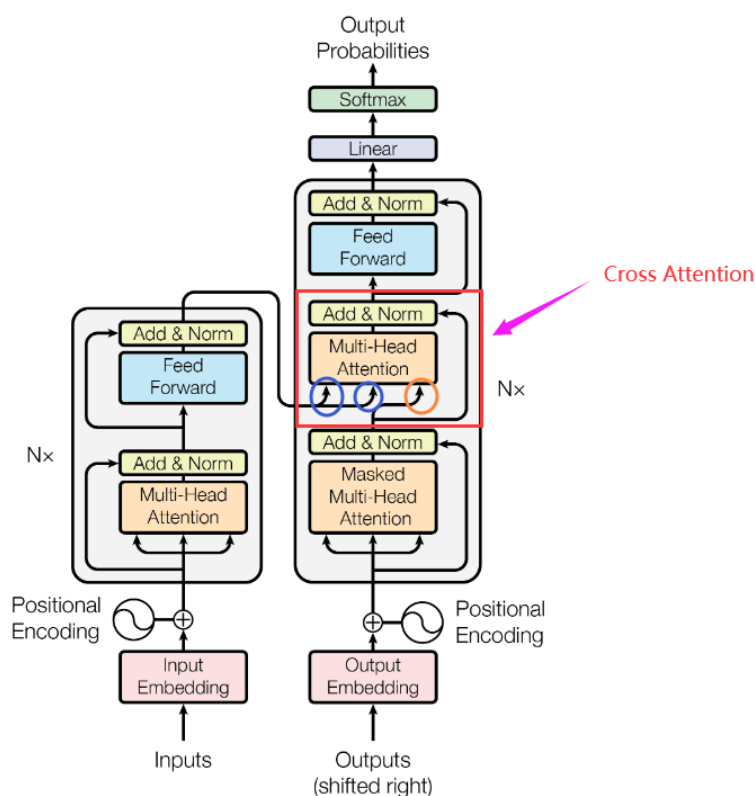 Output
Probabilities
Softmax
Linear
Add & Norm
Feed
Forward
Cross Attention
Add & Norm
Multi-Head
Attention
N×
Add & Norm
Masked
Multi-Head
Attention
Add & Norm
Feed
Forward
N×
Add & Norm
Multi-Head
Attention
Positional
Encoding
Positional
Encoding
Input
Embedding
Output
Embedding
Inputs
Outputs
(shifted right)